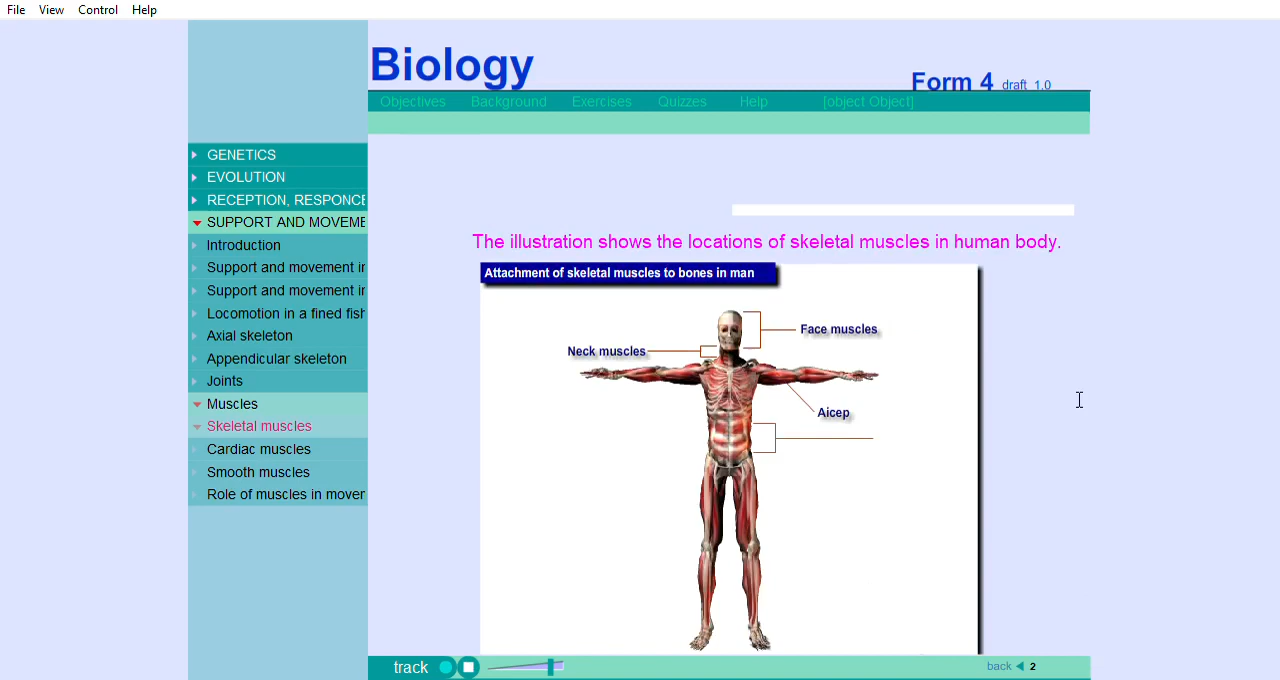 File View Control Help
Biology
Form 4 draft 1.0
Objectives Background Exercises Quizzes Help [object Object]
GENETICS
EVOLUTION
RECEPTION, RESPONCE
SUPPORT AND MOVEME
Introduction
Support and movement in
Support and movement in
Locomotion in a fined fish
Axial skeleton
Appendicular skeleton
Joints
Muscles
Skeletal muscles
Cardiac muscles
Smooth muscles
Role of muscles in mover
The illustration shows the locations of skeletal muscles in human body.
Attachment of skeletal muscles to bones in man
Face muscles
Neck muscles
Aicep
track
back 2